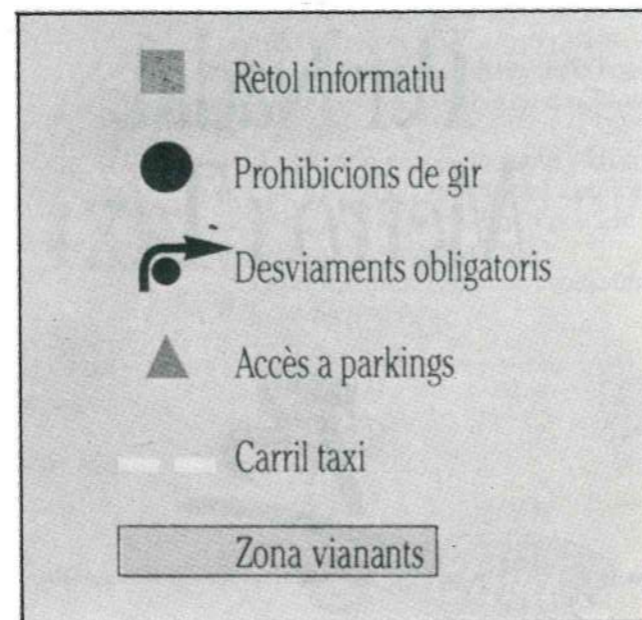 Rètol informatiu
Prohibicions de gir
Desviaments obligatoris
Accès a parkings
Carril taxi
Zona vianants